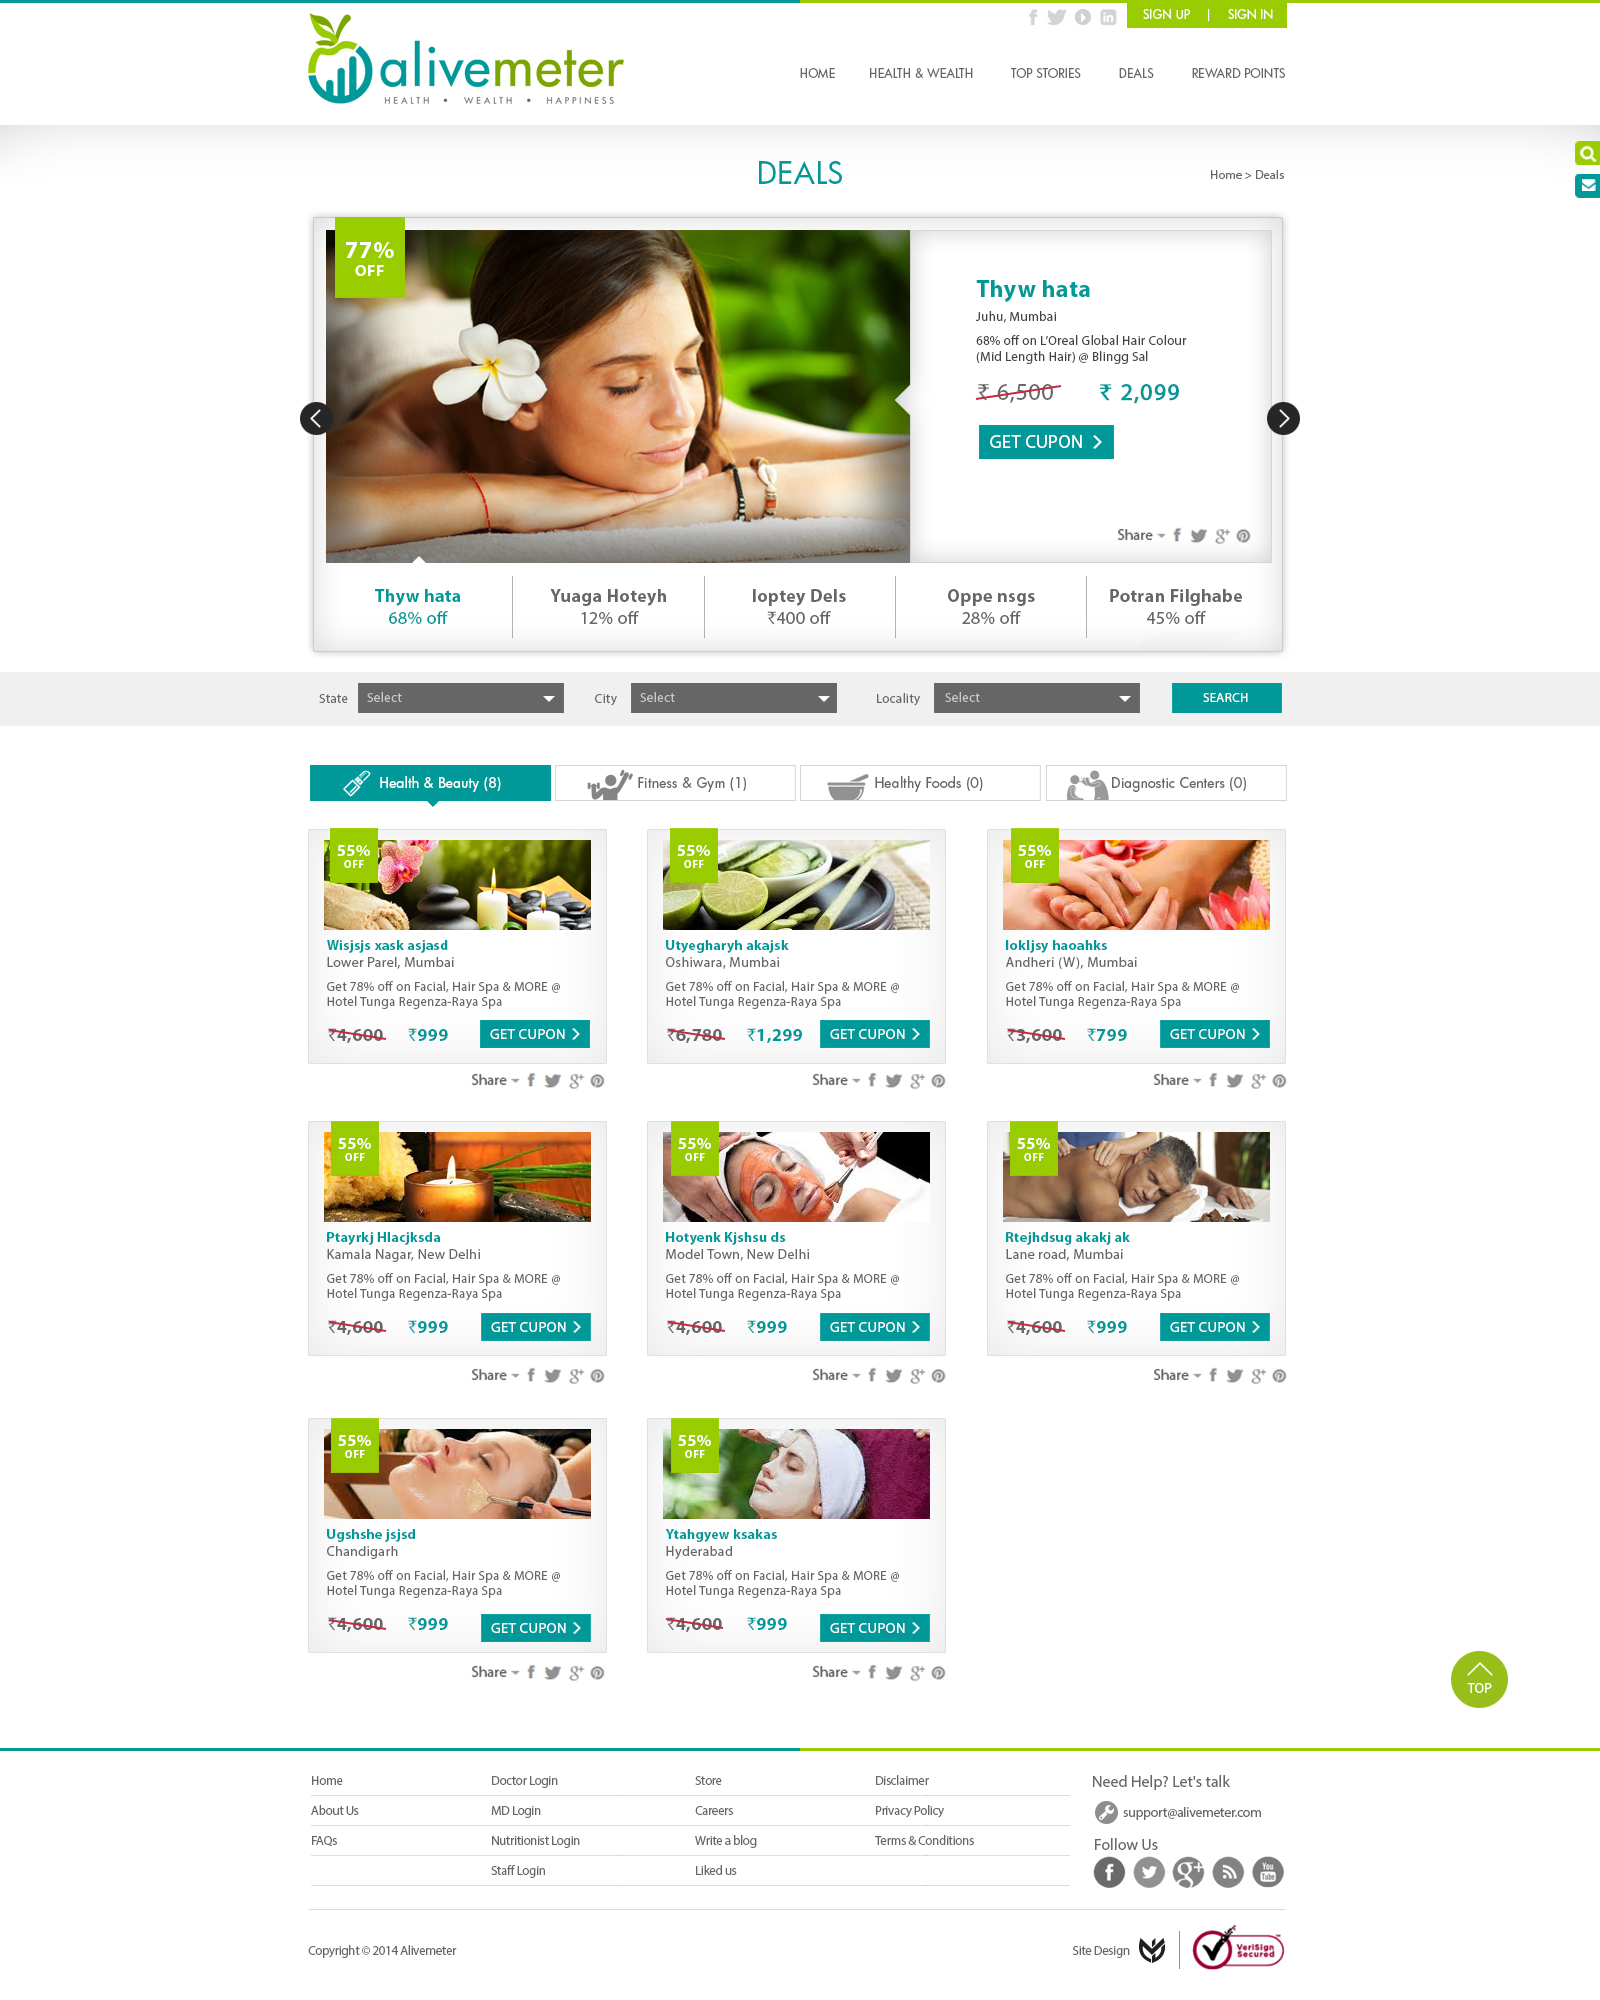 SIGN UP | SIGN IN
alivemeter
HEALTH • WEALTH • HAPPINESS
HOME HEALTH & WEALTH TOP STORIES DEALS REWARD POINTS
DEALS
Home > Deals
77%
OFF
Thyw hata
Juhu, Mumbai
68% off on L'Oreal Global Hair Colour
(Mid Length Hair) @ Blingg Sal
₹ 6,500 ₹ 2,099
GET CUPON
Share
Thyw hata Yuaga Hoteyh Ioptey Dels Oppe nsgs Potran Filghabe
68% off 12% off ₹400 off 28% off 45% off
State Select City Select Locality Select SEARCH
Health & Beauty (8) Fitness & Gym (1) Healthy Foods (0) Diagnostic Centers (0)
55% 55% 55%
OFF OFF OFF
Wisjsjs xask asjasd Utyegharyh akajsk Iokljsy haoahks
Lower Parel, Mumbai Oshiwara, Mumbai Andheri (W), Mumbai
Get 78% off on Facial, Hair Spa & MORE @ Get 78% off on Facial, Hair Spa & MORE @ Get 78% off on Facial, Hair Spa & MORE @
Hotel Tunga Regenza-Raya Spa Hotel Tunga Regenza-Raya Spa Hotel Tunga Regenza-Raya Spa
₹4,600 ₹999 GET CUPON ₹6,780 ₹1,299 GET CUPON ₹3,600 ₹799 GET CUPON
Share Share Share
55% 55% 55%
OFF OFF OFF
Ptayrkj Hlacjksda Hotyenk Kjshsu ds Rtejhdsug akakj ak
Kamala Nagar, New Delhi Model Town, New Delhi Lane road, Mumbai
Get 78% off on Facial, Hair Spa & MORE @ Get 78% off on Facial, Hair Spa & MORE @ Get 78% off on Facial, Hair Spa & MORE @
Hotel Tunga Regenza-Raya Spa Hotel Tunga Regenza-Raya Spa Hotel Tunga Regenza-Raya Spa
₹4,600 ₹999 GET CUPON ₹4,600 ₹999 GET CUPON ₹4,600 ₹999 GET CUPON
Share Share Share
55% 55%
OFF OFF
Ugshshe jsjsd Ytahgyew ksakas
Chandigarh Hyderabad
Get 78% off on Facial, Hair Spa & MORE @ Get 78% off on Facial, Hair Spa & MORE @
Hotel Tunga Regenza-Raya Spa Hotel Tunga Regenza-Raya Spa
₹4,600 ₹999 GET CUPON ₹4,600 ₹999 GET CUPON
Share Share
TOP
Home Doctor Login Store Disclaimer Need Help? Let's talk
About Us MD Login Careers Privacy Policy support@alivemeter.com
FAQs Nutritionist Login Write a blog Terms & Conditions Follow Us
Staff Login Liked us
You
Tube
Copyright © 2014 Alivemeter Site Design
VeriSign
Secured